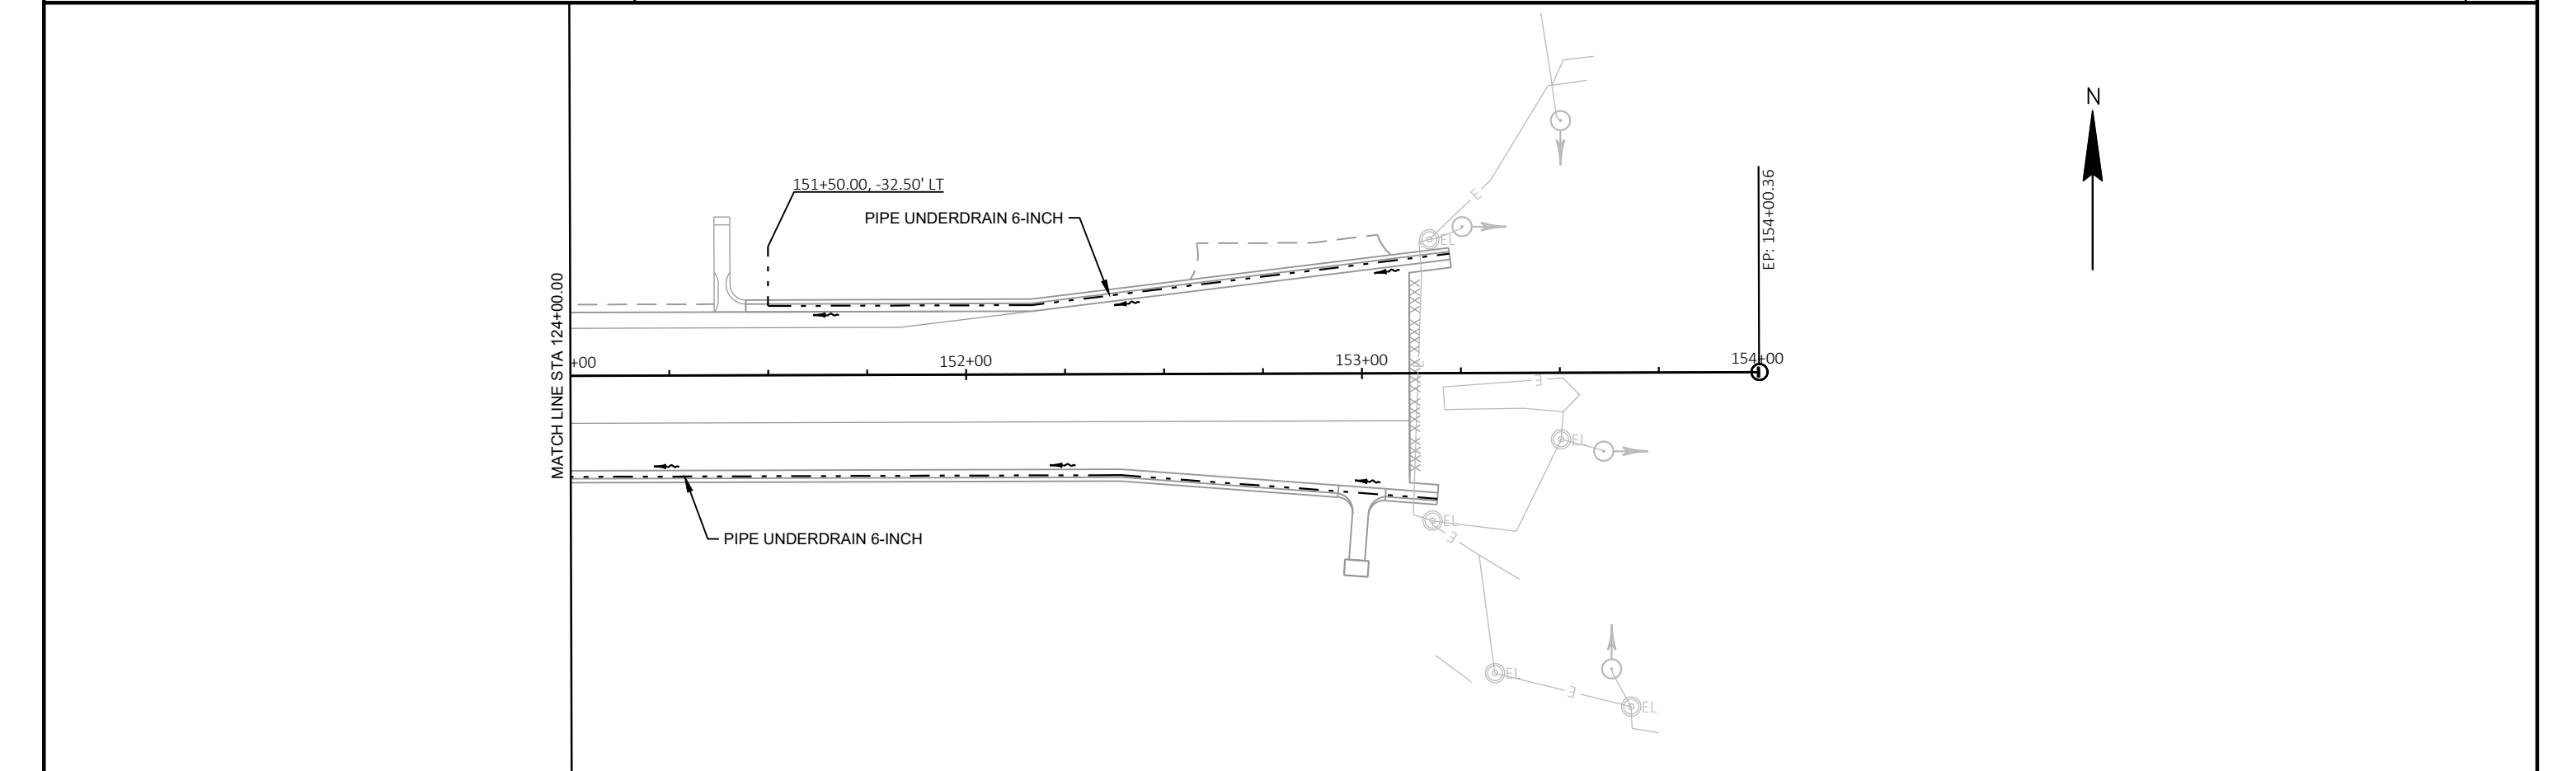 N
151+50.00, -32.50' LT
PIPE UNDERDRAIN 6-INCH
E
EL
EP: 154+00.36
MATCH LINE STA 124+00.00
+00
152+00
153+00
154+00
E
E
EL
EL
E
PIPE UNDERDRAIN 6-INCH
EL
E
EL